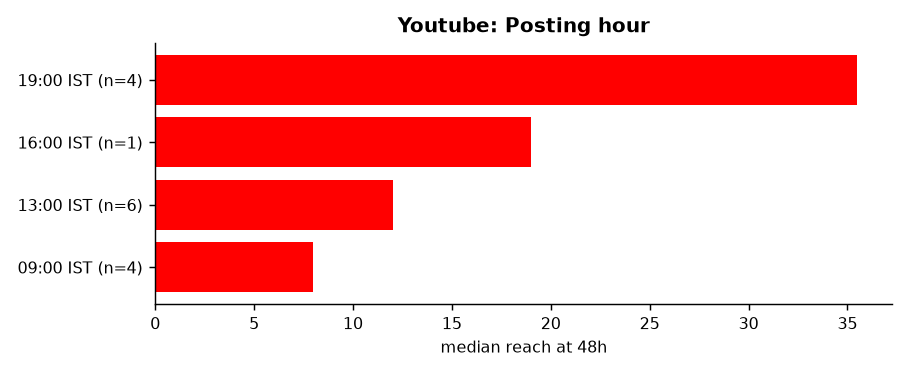 Youtube: Posting hour
19:00 IST (n=4)
16:00 IST (n=1)
13:00 IST (n=6)
09:00 IST (n=4)
0 5 10 15 20 25 30 35
median reach at 48h